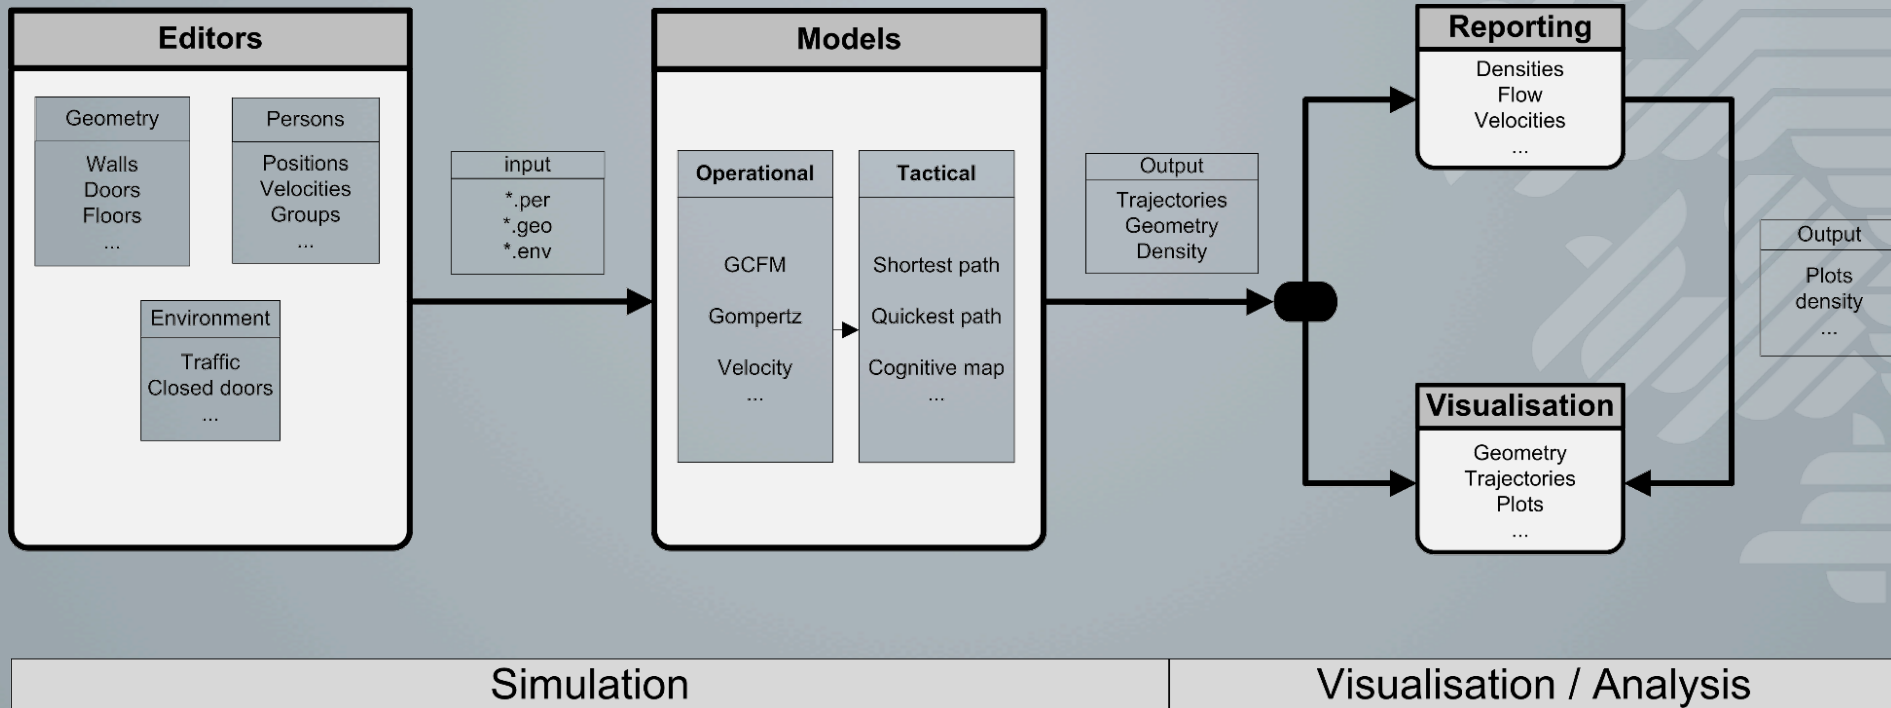 Editors
Geometry
Walls
Doors
Floors
...
Persons
Positions
Velocities
Groups
...
Environment
Traffic
Closed doors
...
input
*.per
*.geo
*.env
Models
Operational
GCFM
Gompertz
Velocity
...
Tactical
Shortest path
Quickest path
Cognitive map
...
Output
Trajectories
Geometry
Density
Reporting
Densities
Flow
Velocities
...
Output
Plots
density
...
Visualisation
Geometry
Trajectories
Plots
...
Simulation
Visualisation / Analysis